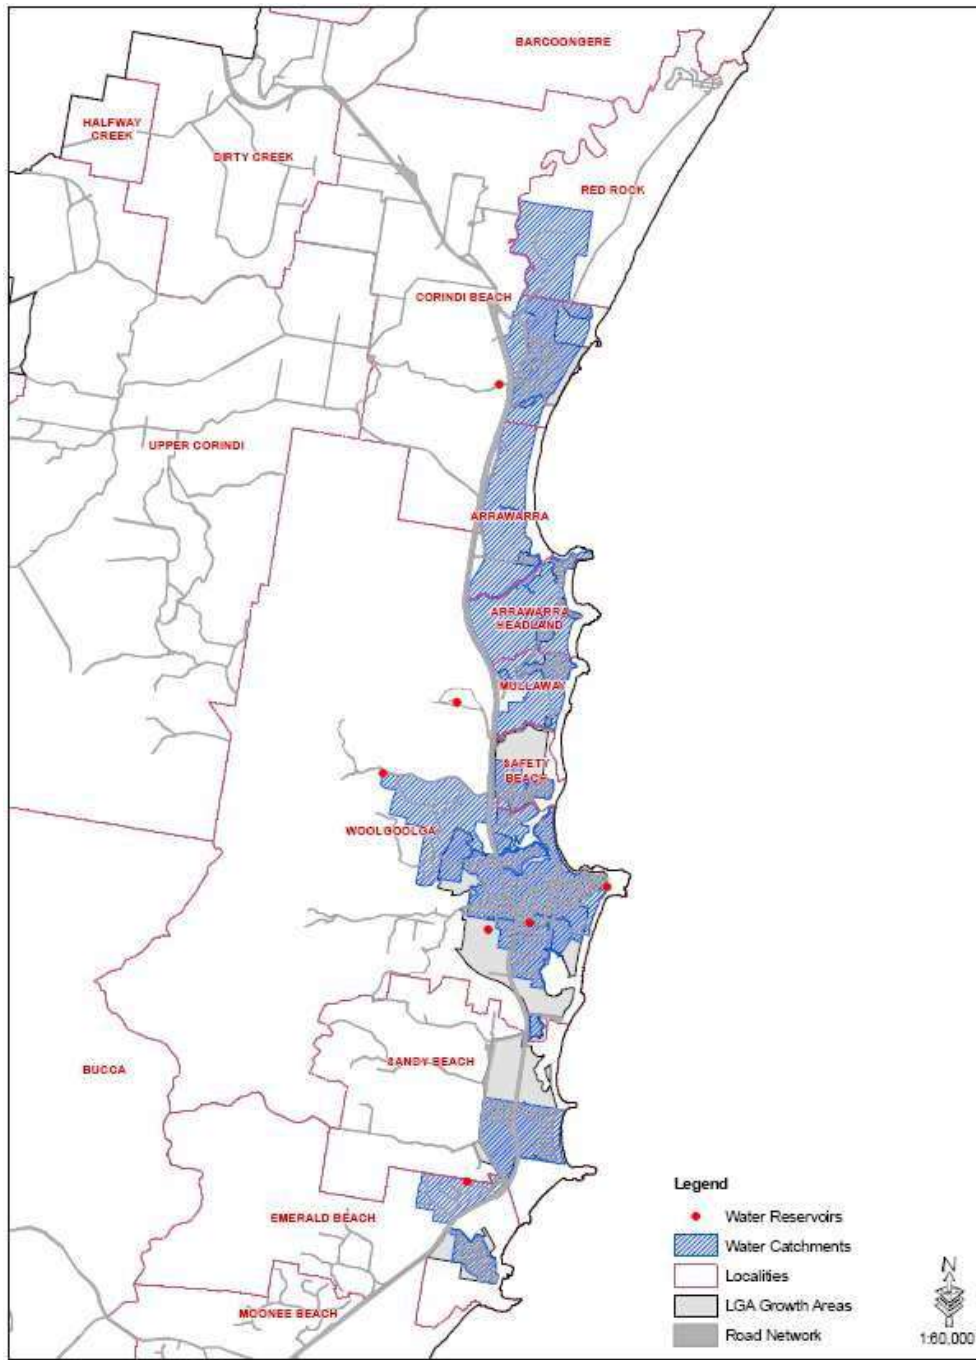 BARCOONGERE
HALFWAY
CREEK
DIRTY CREEK
RED ROCK
CORINDI BEACH
UPPER CORINDI
ARRAWARRA
ARRAWARRA
HEADLAND
MULLAWAY
SAFETY
BEACH
WOOLGOOLGA
SANDY BEACH
BUCCA
EMERALD BEACH
MOONEE BEACH
Legend
Water Reservoirs
Water Catchments
Localities
LGA Growth Areas
Road Network
N
1:60,000